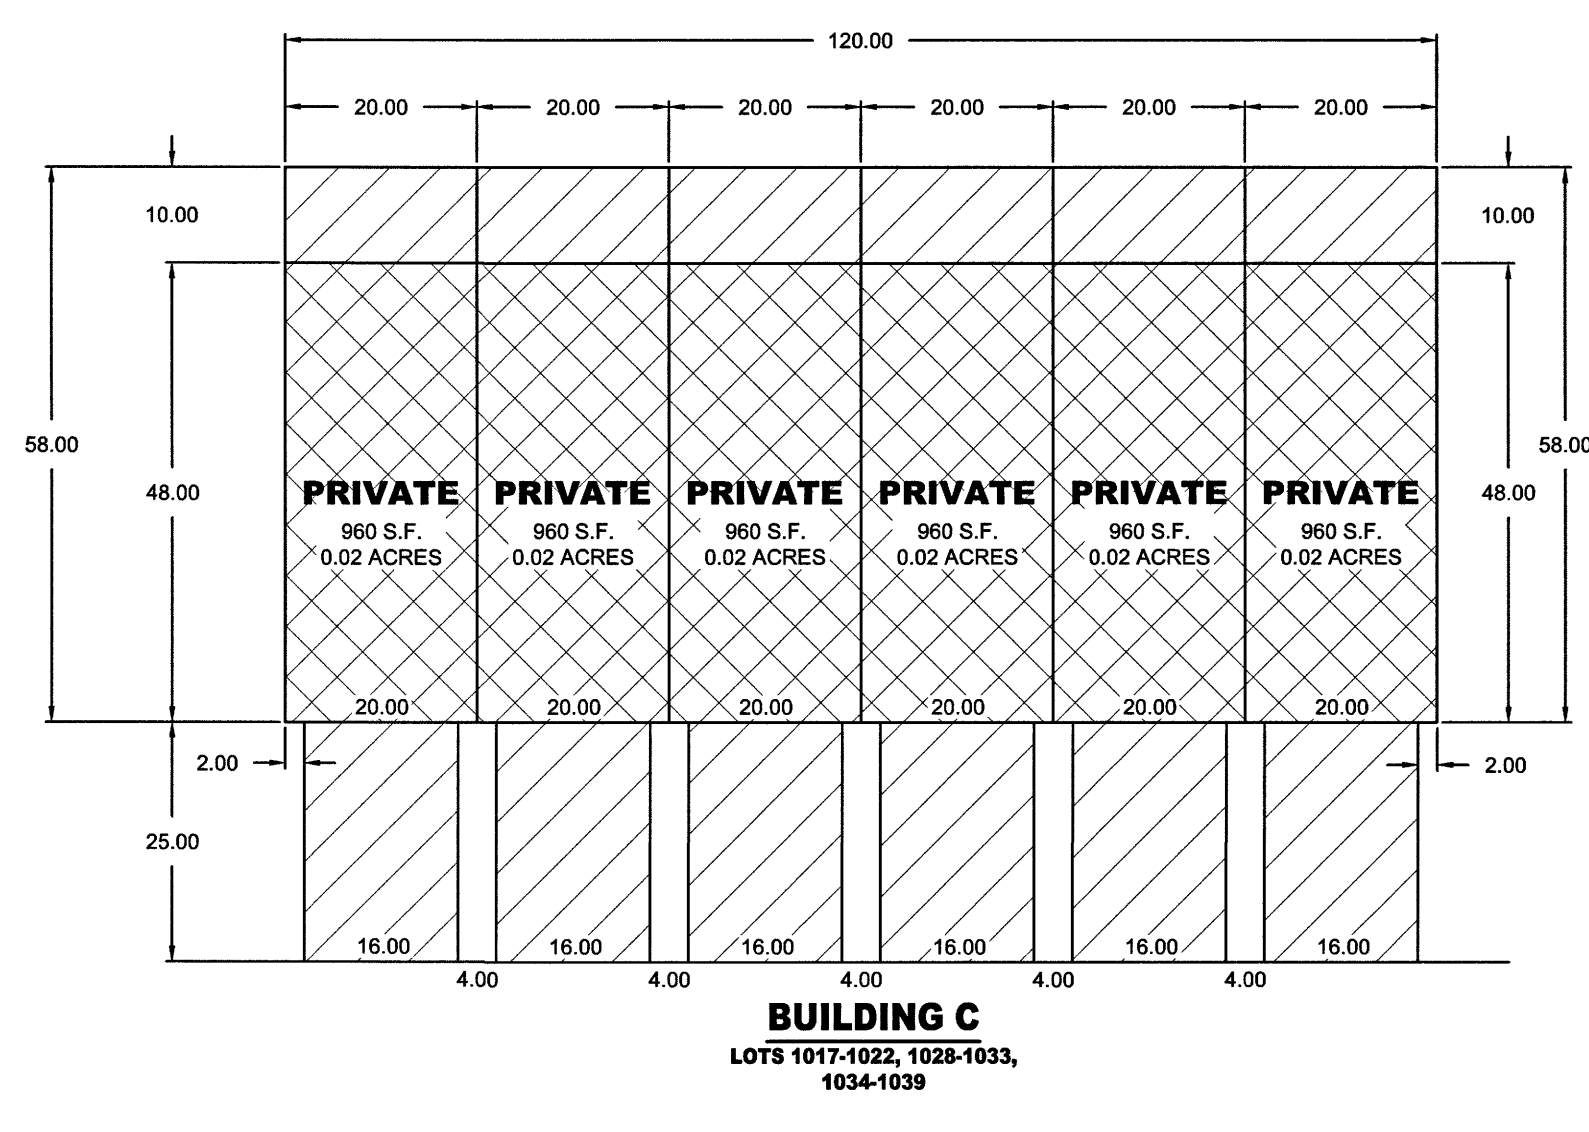 120.00
20.00 20.00 20.00 20.00 20.00 20.00
10.00 10.00
58.00 58.00
48.00 48.00
PRIVATE PRIVATE PRIVATE PRIVATE PRIVATE PRIVATE
960 S.F. 960 S.F. 960 S.F. 960 S.F. 960 S.F. 960 S.F.
0.02 ACRES 0.02 ACRES 0.02 ACRES 0.02 ACRES 0.02 ACRES 0.02 ACRES
20.00 20.00 20.00 20.00 20.00 20.00
2.00 2.00
25.00
16.00 16.00 16.00 16.00 16.00 16.00
4.00 4.00 4.00 4.00 4.00
BUILDING C
LOTS 1017-1022, 1028-1033,
1034-1039